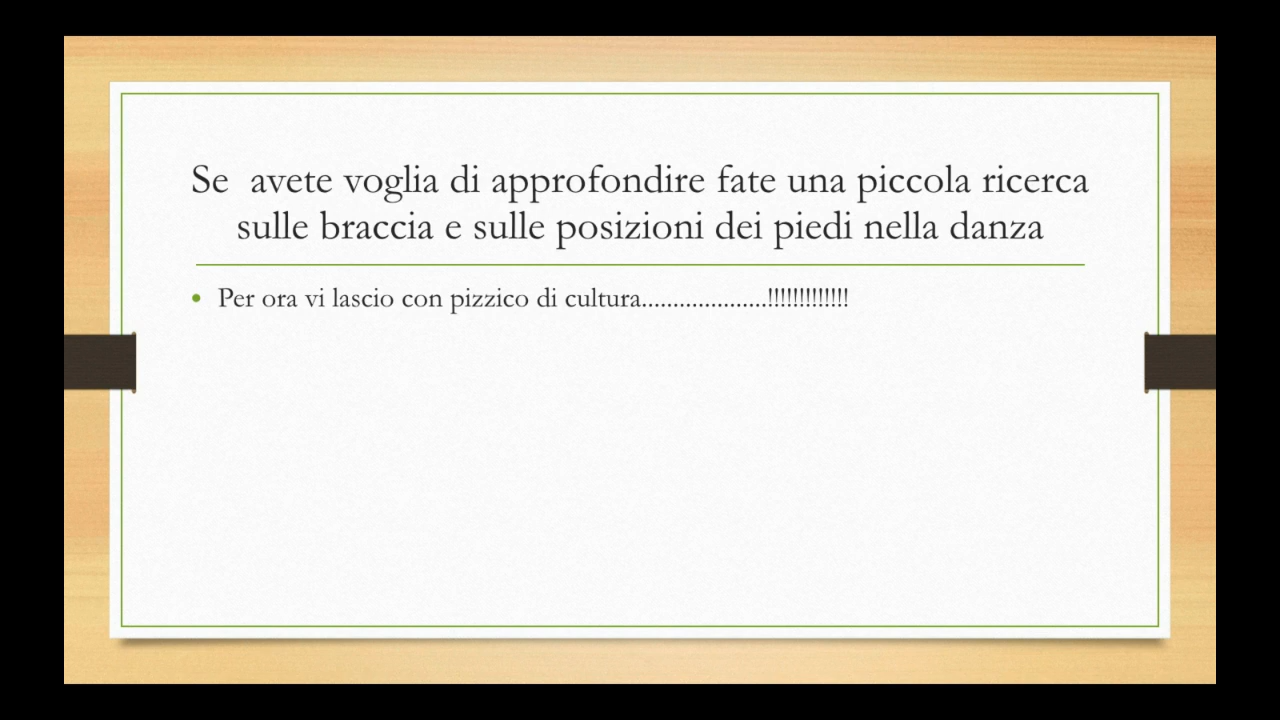 Se  avete voglia di approfondire fate una piccola ricerca
sulle braccia e sulle posizioni dei piedi nella danza
• Per ora vi lascio con pizzico di cultura....................!!!!!!!!!!!!!